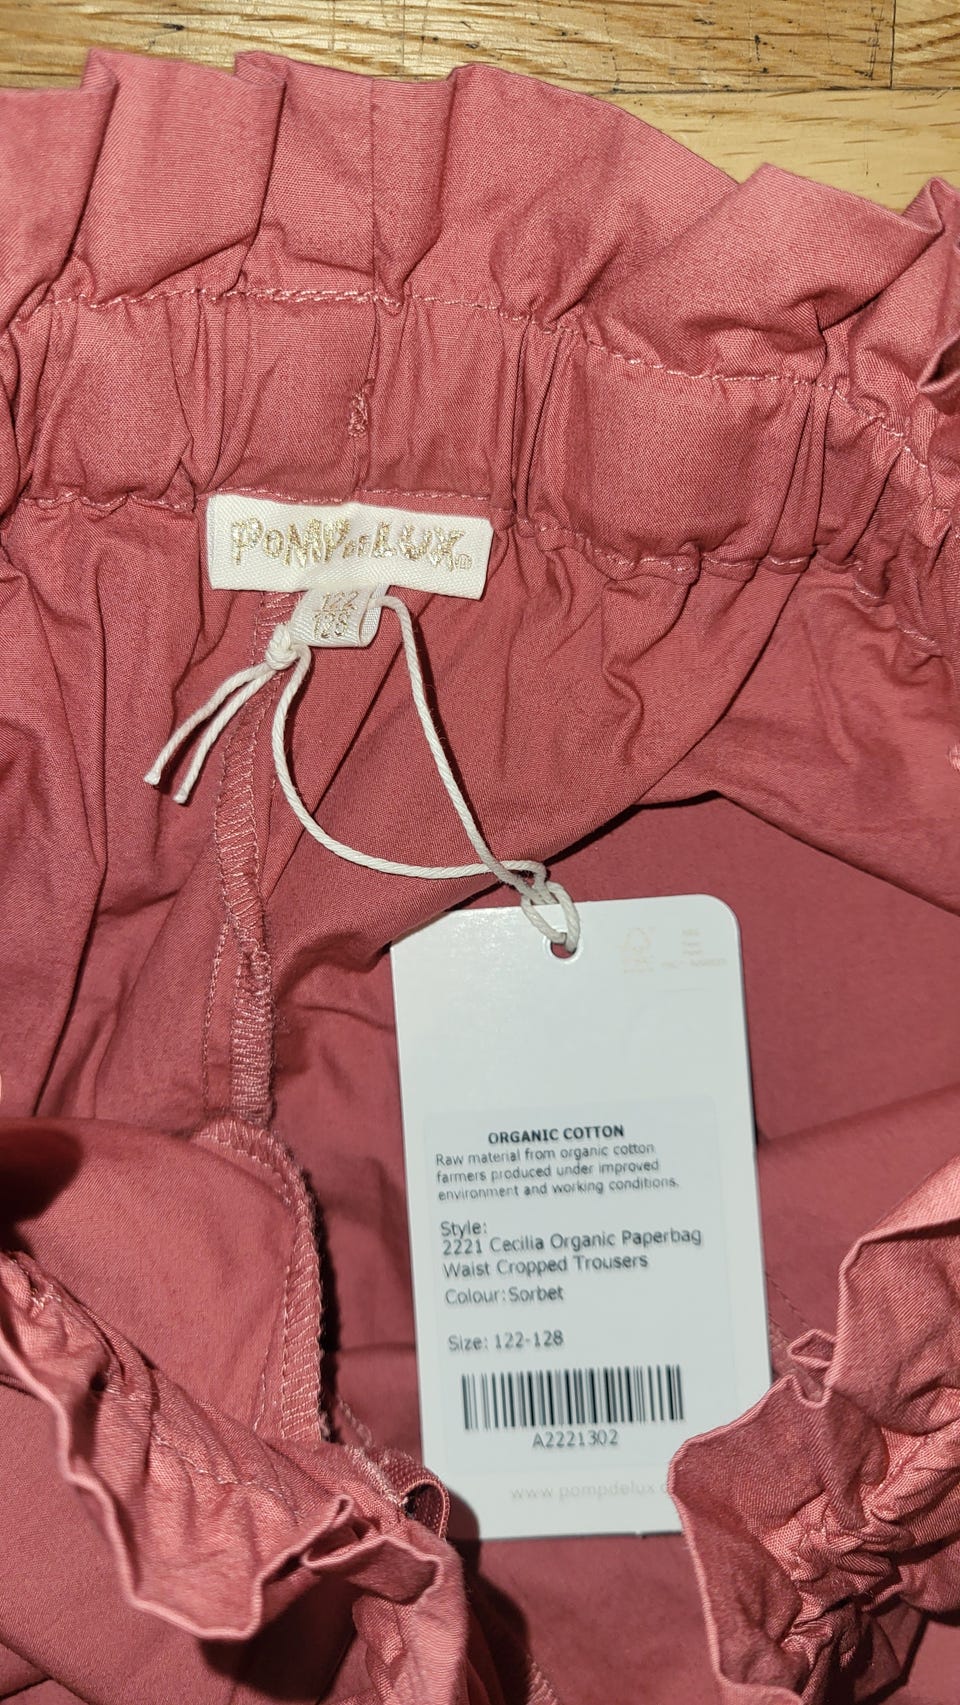 POMPDELUX
122
128
ORGANIC COTTON
Raw material from organic cotton
farmers produced under improved
environment and working conditions.
Style:
2221 Cecilia Organic Paperbag
Waist Cropped Trousers
Colour: Sorbet
Size: 122-128
A2221302
www.pompdelux.c